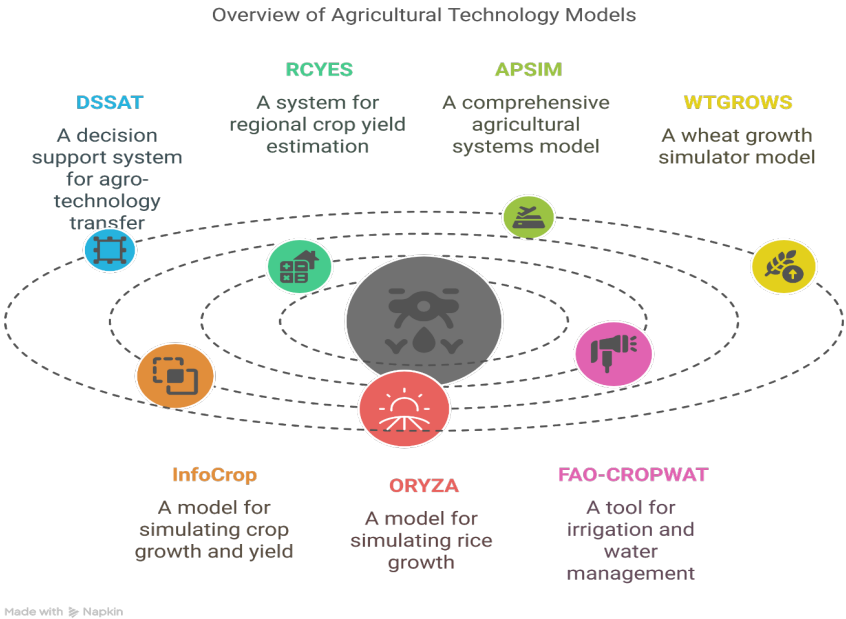 Overview of Agricultural Technology Models
DSSAT
A decision
support system
for agro-
technology
transfer
RCYES
A system for
regional crop yield
estimation
APSIM
A comprehensive
agricultural
systems model
WTGROWS
A wheat growth
simulator model
InfoCrop
A model for
simulating crop
growth and yield
ORYZA
A model for
simulating rice
growth
FAO-CROPWAT
A tool for
irrigation and
water
management
Made with Napkin